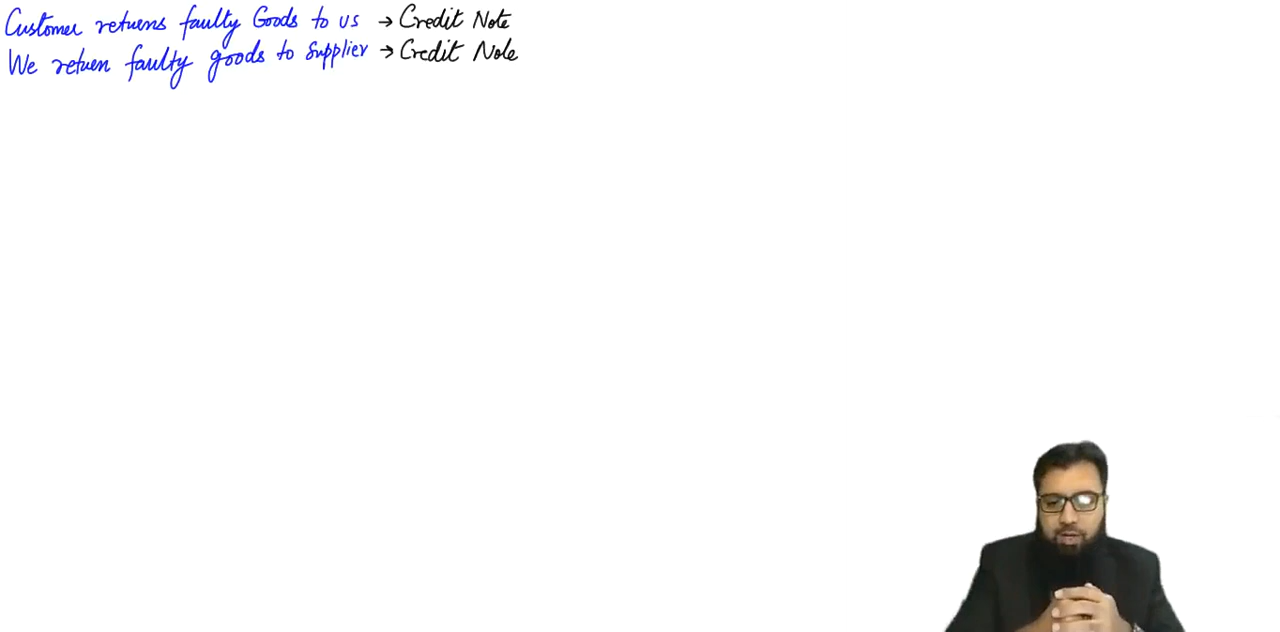 Customer returns faulty Goods to us → Credit Note
We return faulty goods to Supplier → Credit Note